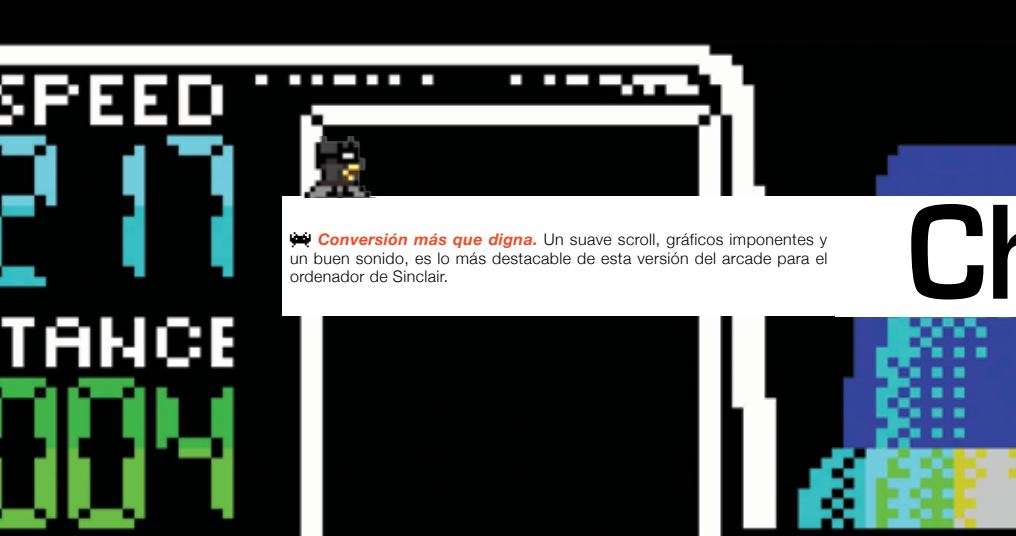 SPEED
217
Conversión más que digna. Un suave scroll, gráficos imponentes y
un buen sonido, es lo más destacable de esta versión del arcade para el
ordenador de Sinclair.
Ch
TANCE
004